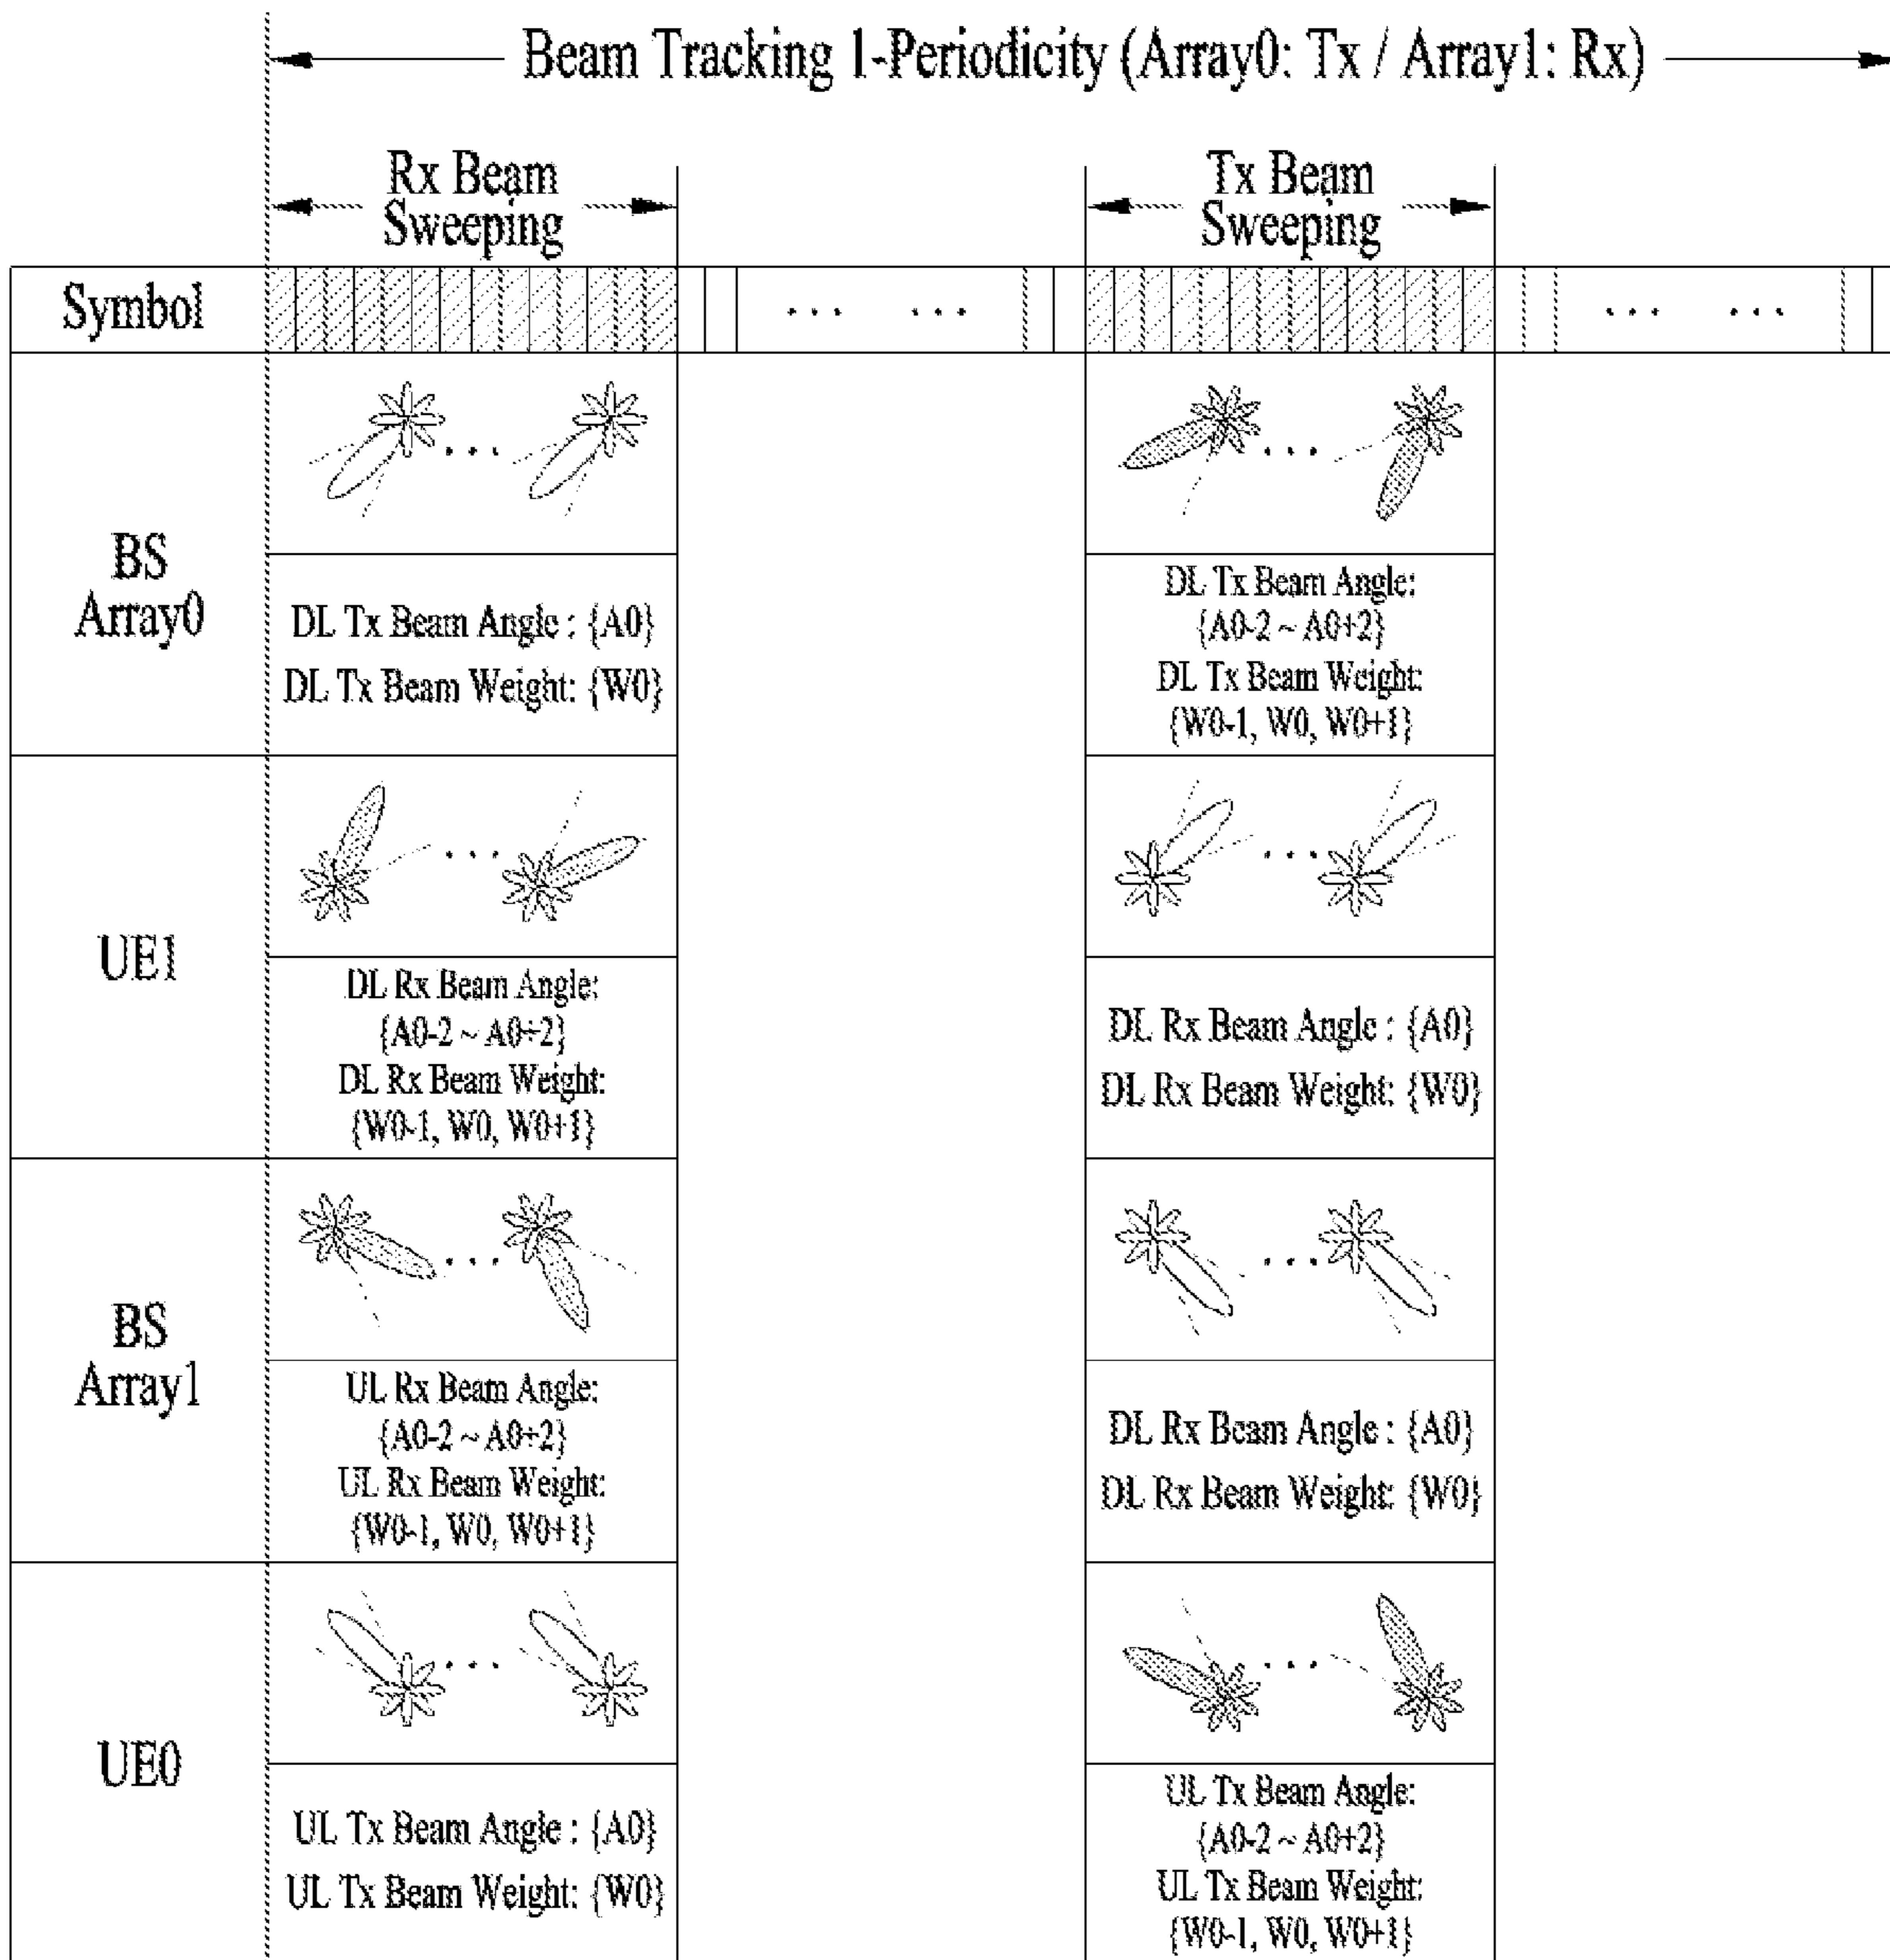 Beam Tracking 1-Periodicity (Array0: Tx / Array1: Rx)
Rx Beam
Sweeping
Tx Beam
Sweeping
Symbol
... ...
... ...
BS
Array0
...
DL Tx Beam Angle : {A0}
DL Tx Beam Weight: {W0}
...
DL Tx Beam Angle:
{A0-2 ~ A0+2}
DL Tx Beam Weight:
{W0-1, W0, W0+1}
UE1
...
DL Rx Beam Angle:
{A0-2 ~ A0+2}
DL Rx Beam Weight:
{W0-1, W0, W0+1}
...
DL Rx Beam Angle : {A0}
DL Rx Beam Weight: {W0}
BS
Array1
...
UL Rx Beam Angle:
{A0-2 ~ A0+2}
UL Rx Beam Weight:
{W0-1, W0, W0+1}
...
DL Rx Beam Angle : {A0}
DL Rx Beam Weight: {W0}
UE0
...
UL Tx Beam Angle : {A0}
UL Tx Beam Weight: {W0}
...
UL Tx Beam Angle:
{A0-2 ~ A0+2}
UL Tx Beam Weight:
{W0-1, W0, W0+1}